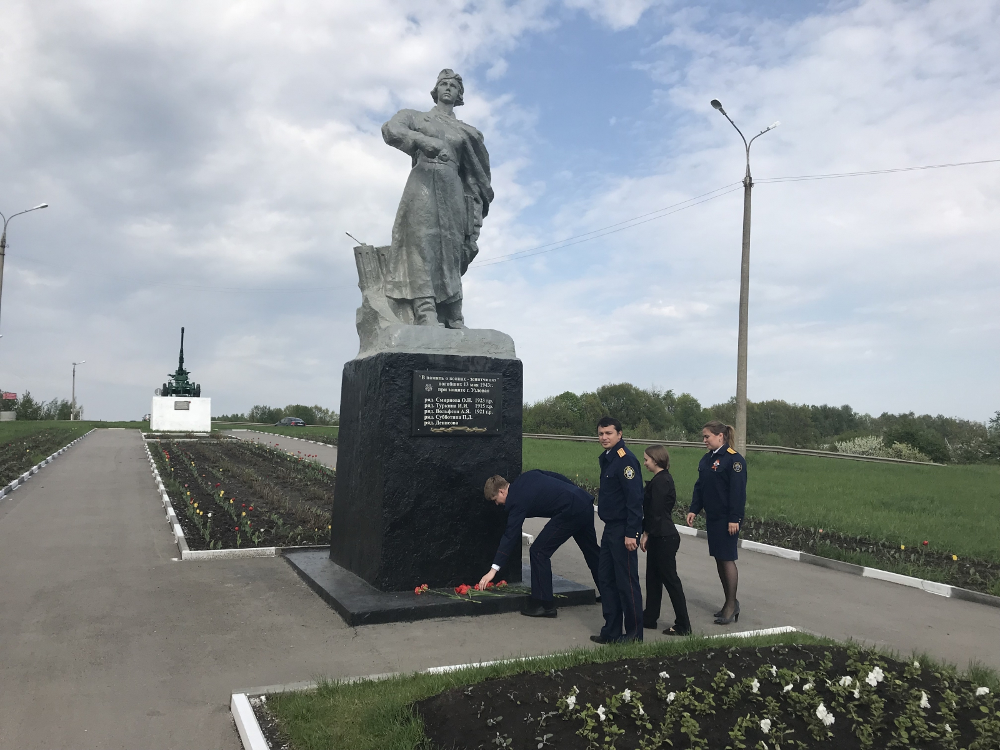 "В память о воинах - зенитчицах"
погибших 13 мая 1943г.
при защите г. Узловая
ряд. Смирнова О.Н. 1923 г.р.
ряд. Туркина И.И. 1915 г.р.
ряд. Вольфсон А.Я. 1921 г.р.
ряд. Субботина П.Д.
ряд. Денисова